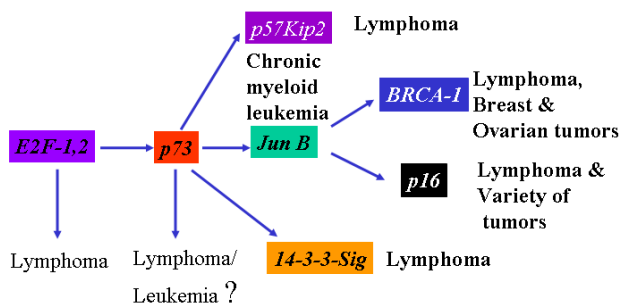 p57Kip2 Lymphoma
Chronic
myeloid
leukemia
BRCA-1
Lymphoma,
Breast &
Ovarian tumors
E2F-1,2
p73
Jun B
p16
Lymphoma &
Variety of
tumors
Lymphoma
Lymphoma/
Leukemia ?
14-3-3-Sig Lymphoma